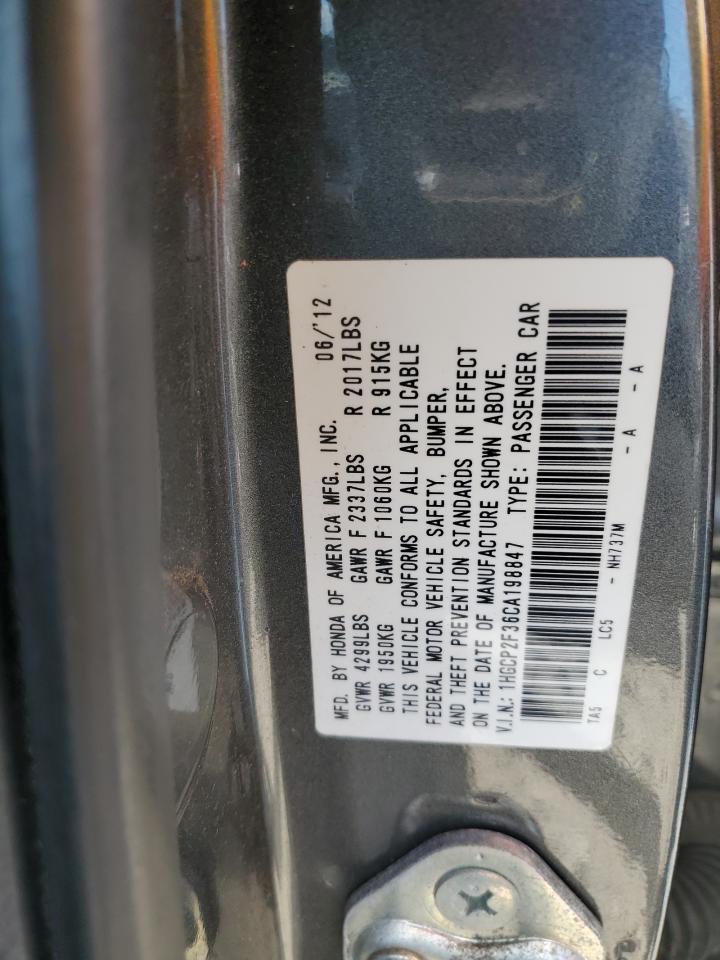 MFD. BY HONDA OF AMERICA MFG., INC. 06/'12
GVWR 4299LBS GAWR F 2337LBS R 2017LBS
GVWR 1950KG GAWR F 1060KG R 915KG
THIS VEHICLE CONFORMS TO ALL APPLICABLE
FEDERAL MOTOR VEHICLE SAFETY, BUMPER,
AND THEFT PREVENTION STANDARDS IN EFFECT
ON THE DATE OF MANUFACTURE SHOWN ABOVE.
V.I.N.: 1HGCP2F36CA198847 TYPE: PASSENGER CAR
TA5 C LC5 - NH737M - A - A